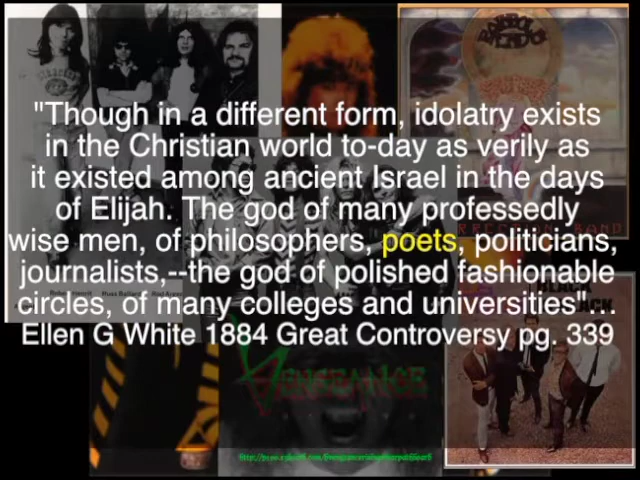 "Though in a different form, idolatry exists
in the Christian world to-day as verily as
it existed among ancient Israel in the days
of Elijah. The god of many professedly
wise men, of philosophers, poets, politicians,
journalists,--the god of polished fashionable
circles, of many colleges and universities"...
Ellen G White 1884 Great Controversy pg. 339
VENGEANCE